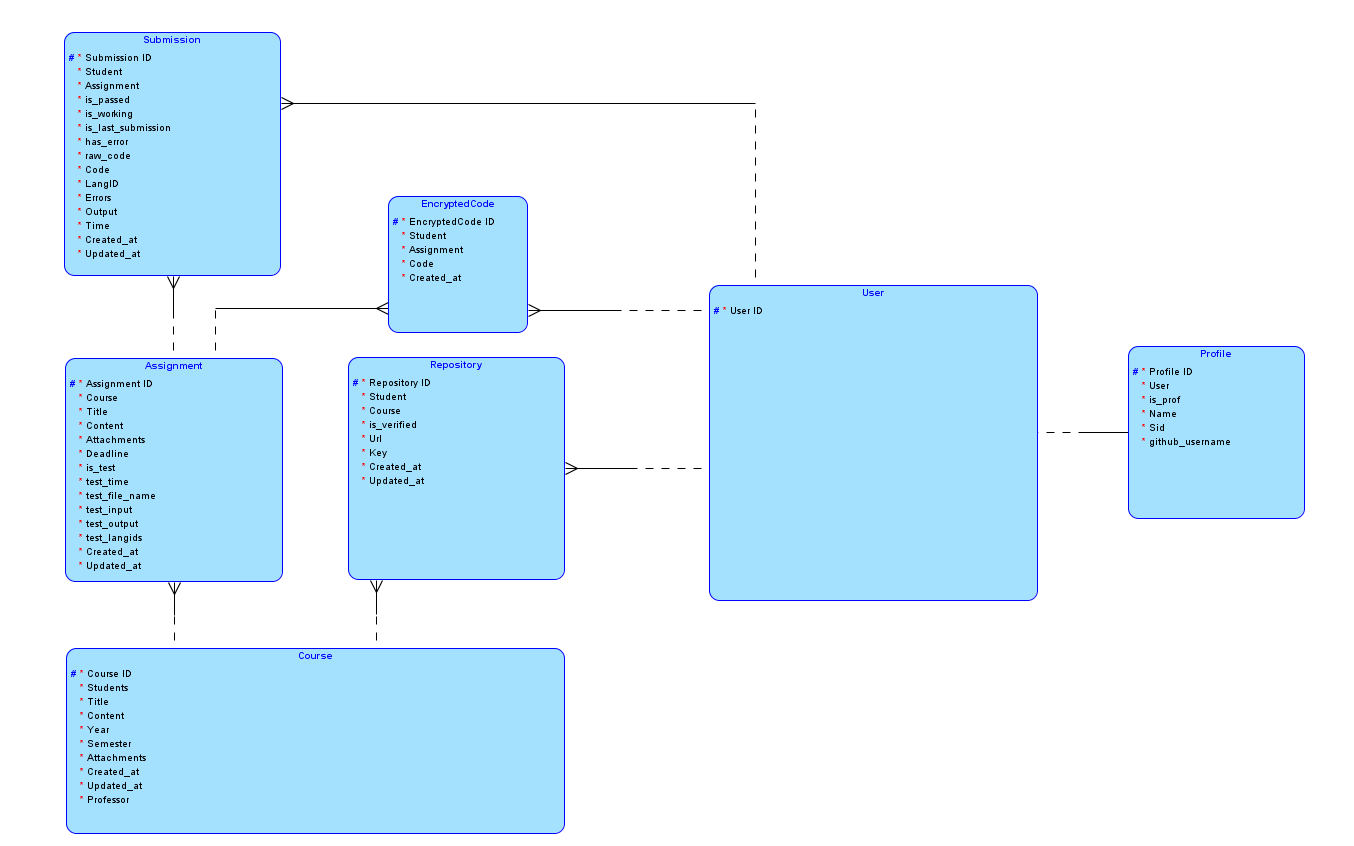 Submission
# * Submission ID
* Student
* Assignment
* is_passed
* is_working
* is_last_submission
* has_error
* raw_code
* Code
* LangID
* Errors
* Output
* Time
* Created_at
* Updated_at
EncryptedCode
# * EncryptedCode ID
* Student
* Assignment
* Code
* Created_at
User
# * User ID
Profile
# * Profile ID
* User
* is_prof
* Name
* Sid
* github_username
Assignment
# * Assignment ID
* Course
* Title
* Content
* Attachments
* Deadline
* is_test
* test_time
* test_file_name
* test_input
* test_output
* test_langids
* Created_at
* Updated_at
Repository
# * Repository ID
* Student
* Course
* is_verified
* Url
* Key
* Created_at
* Updated_at
Course
# * Course ID
* Students
* Title
* Content
* Year
* Semester
* Attachments
* Created_at
* Updated_at
* Professor